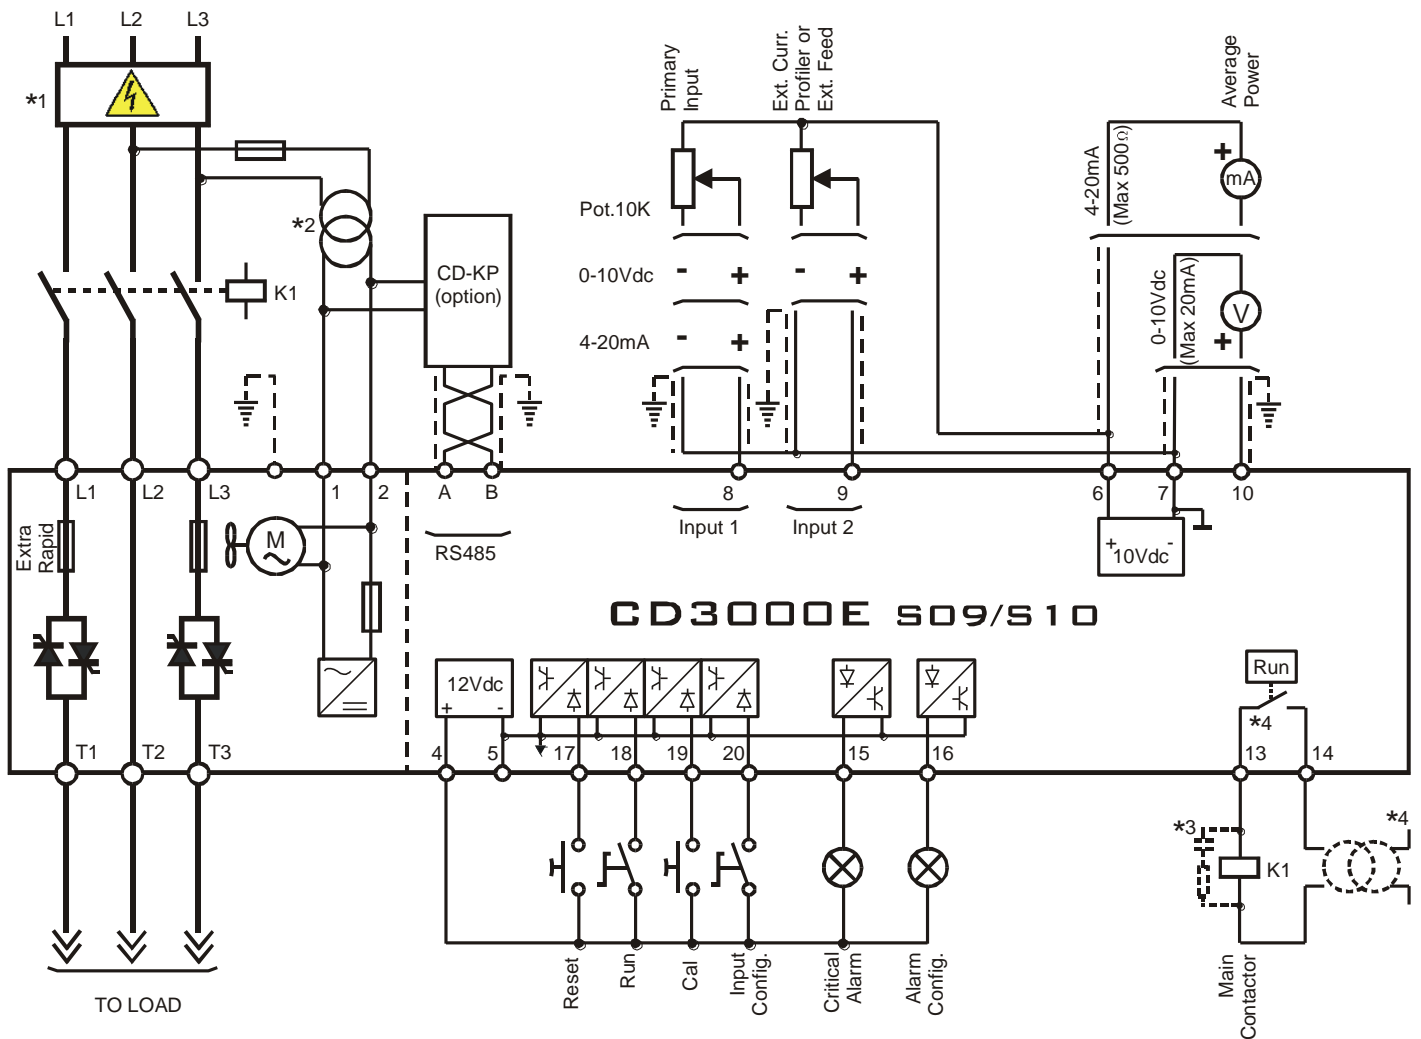 L1 L2 L3
*1
Primary
Input
Ext. Curr.
Profiler or
Ext. Feed
Average
Power
4-20mA
(Max 500Ω)
+
mA
Pot.10K
*2
CD-KP
(option)
K1
0-10Vdc - + - +
4-20mA - +
0-10Vdc
(Max 20mA)
V
+
L1 L2 L3 1 2 A B 8 9 6 7 10
RS485
Input 1 Input 2
+ -
10Vdc
Extra
Rapid
M
CD3000E S09/S10
12Vdc
+ -
Run
*4
T1 T2 T3 4 5 17 18 19 20 15 16 13 14
*3
K1
*4
Reset
Run
Cal
Input
Config.
Critical
Alarm
Alarm
Config.
Main
Contactor
TO LOAD